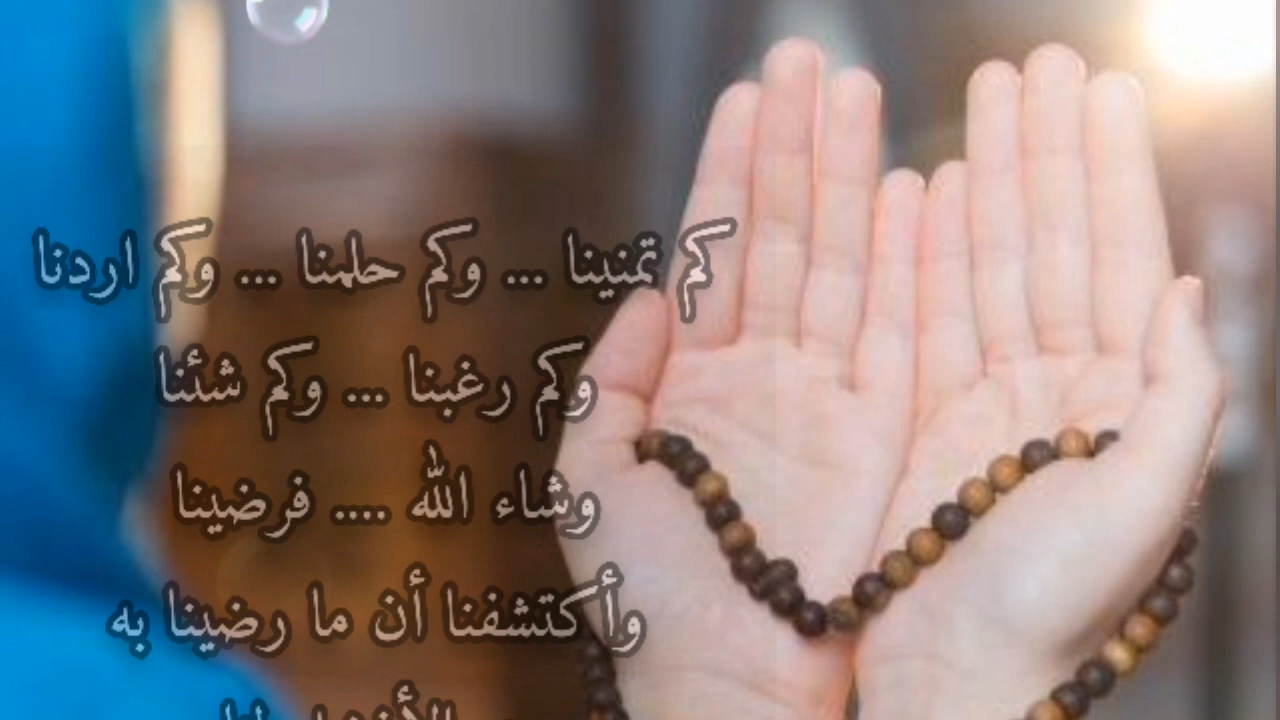 كم تمنينا ... وكم حلمنا ... وكم اردنا
وكم رغبنا ... وكم شئنا
وشاء الله .... فرضينا
وأكتشفنا أن ما رضينا به